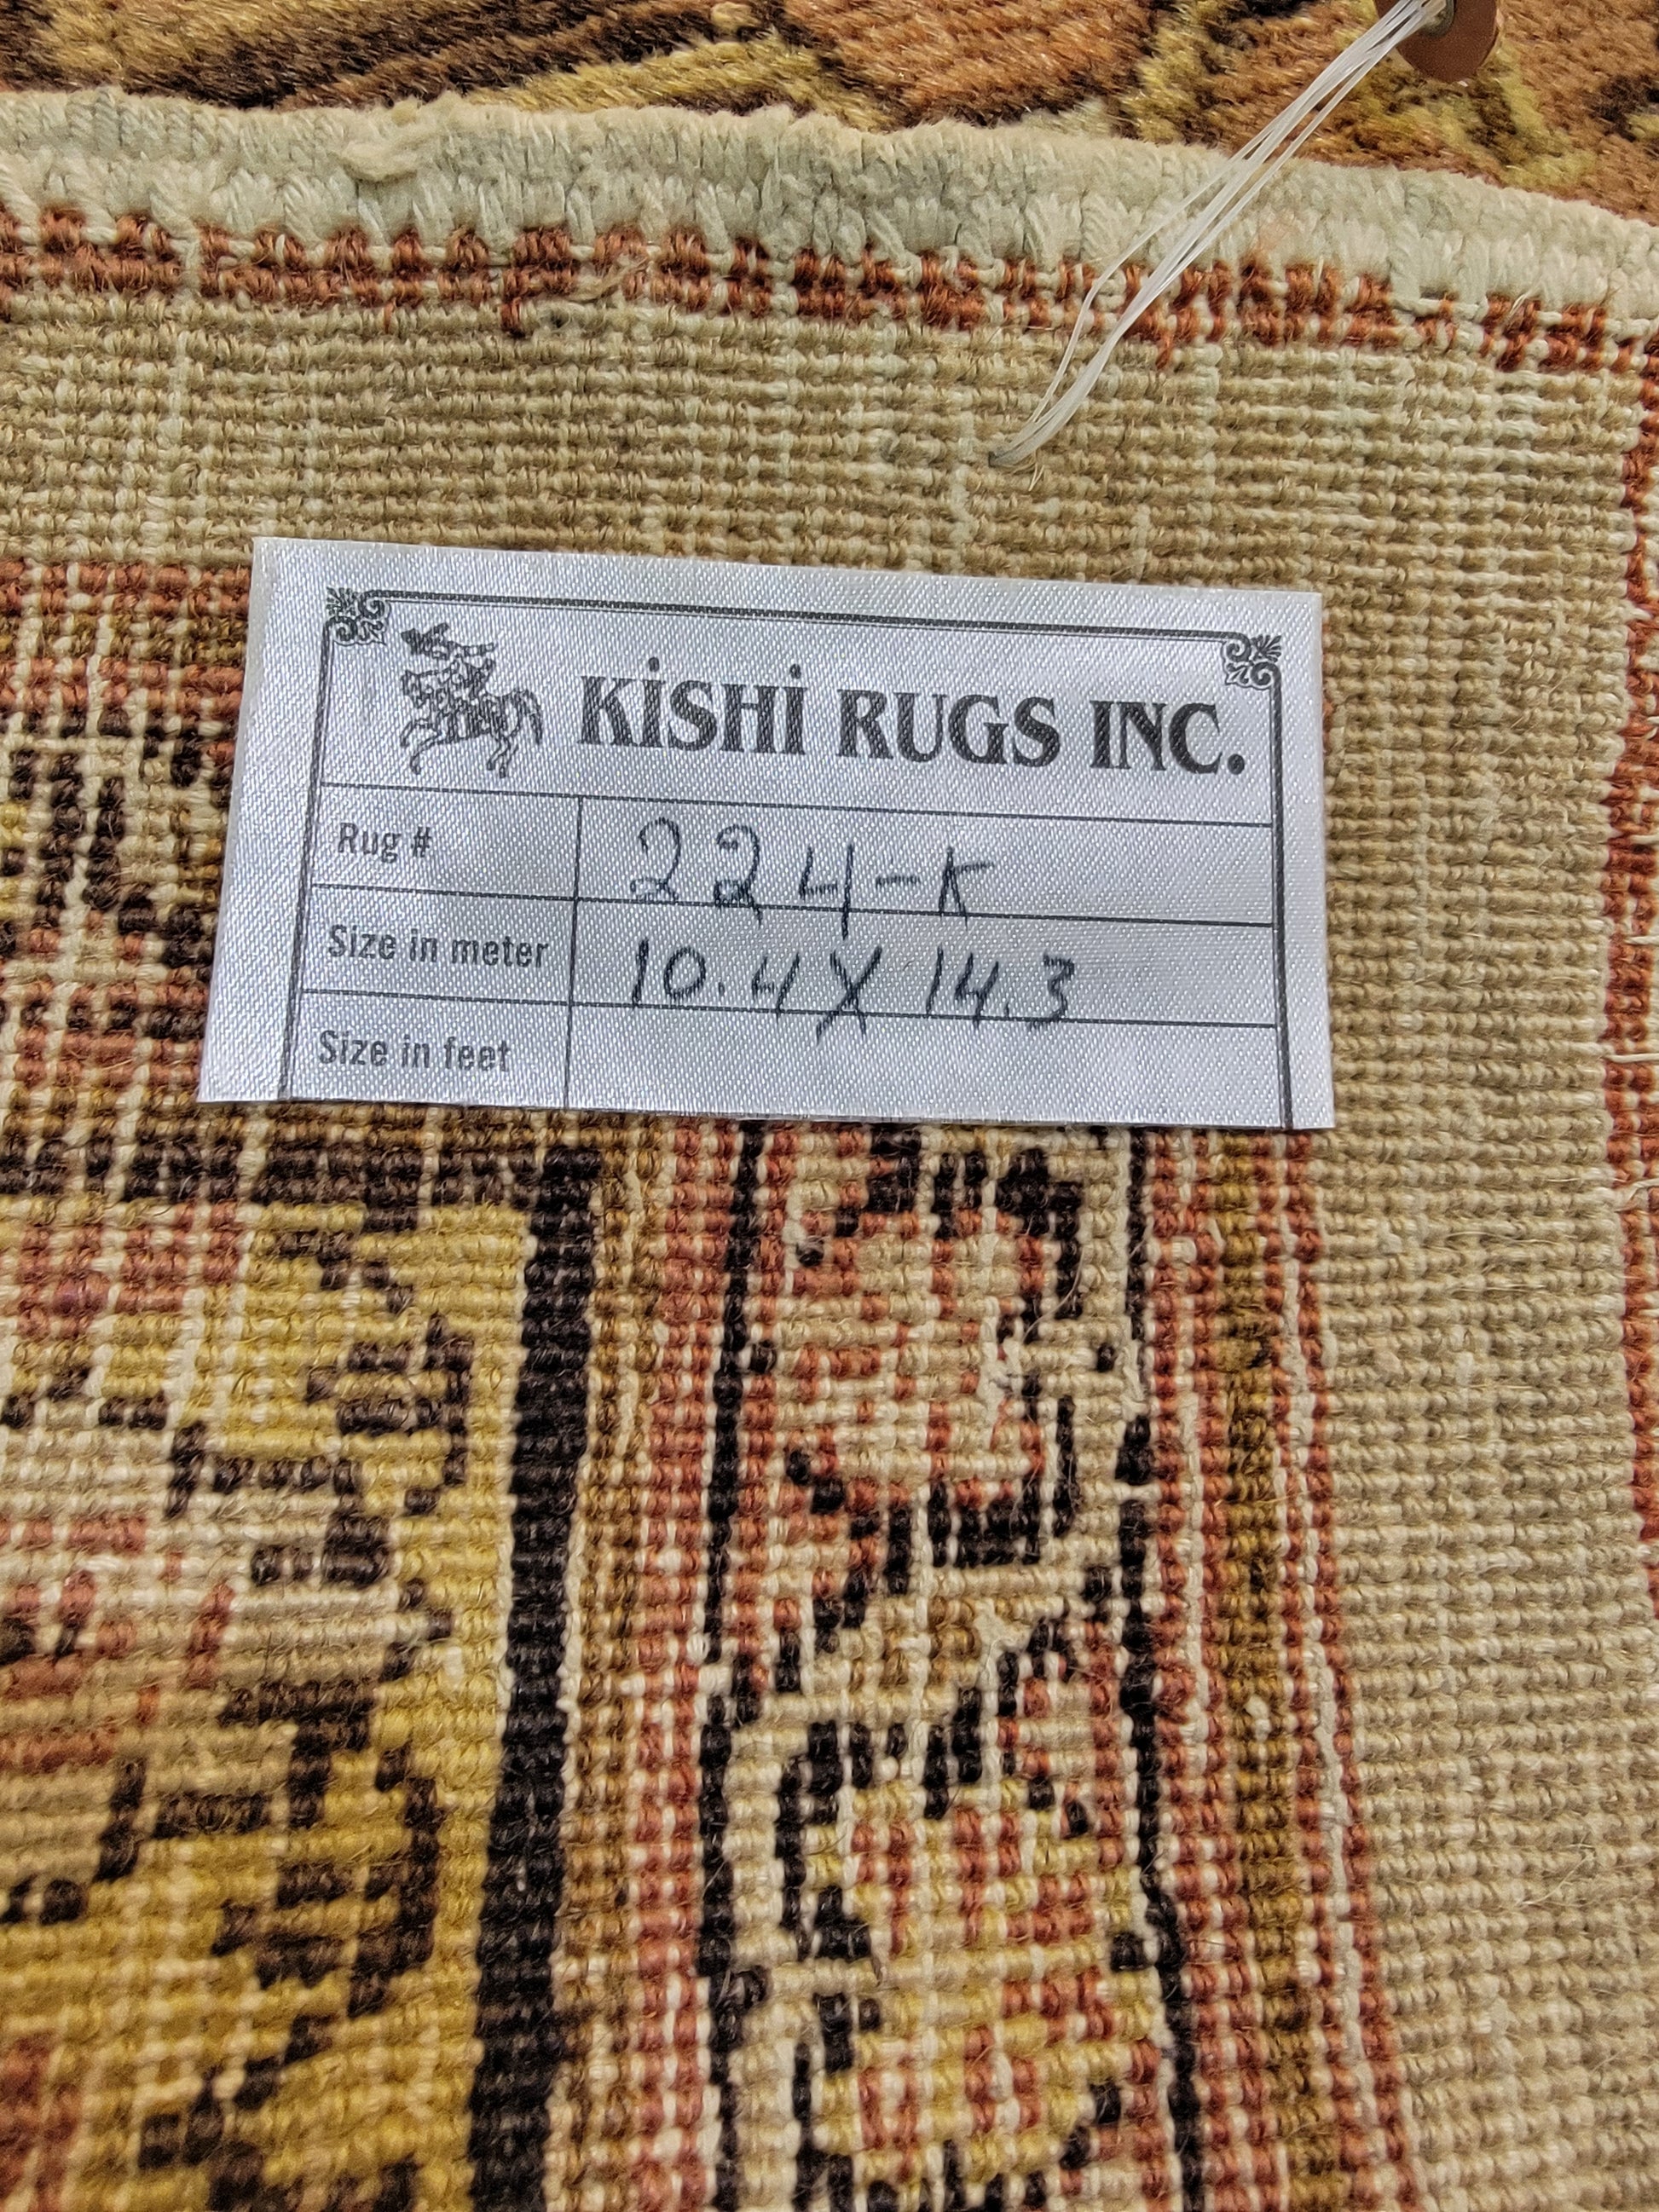 KiSHi RUGS INC.
Rug # 224-K
Size in meter 10.4 X 14.3
Size in feet